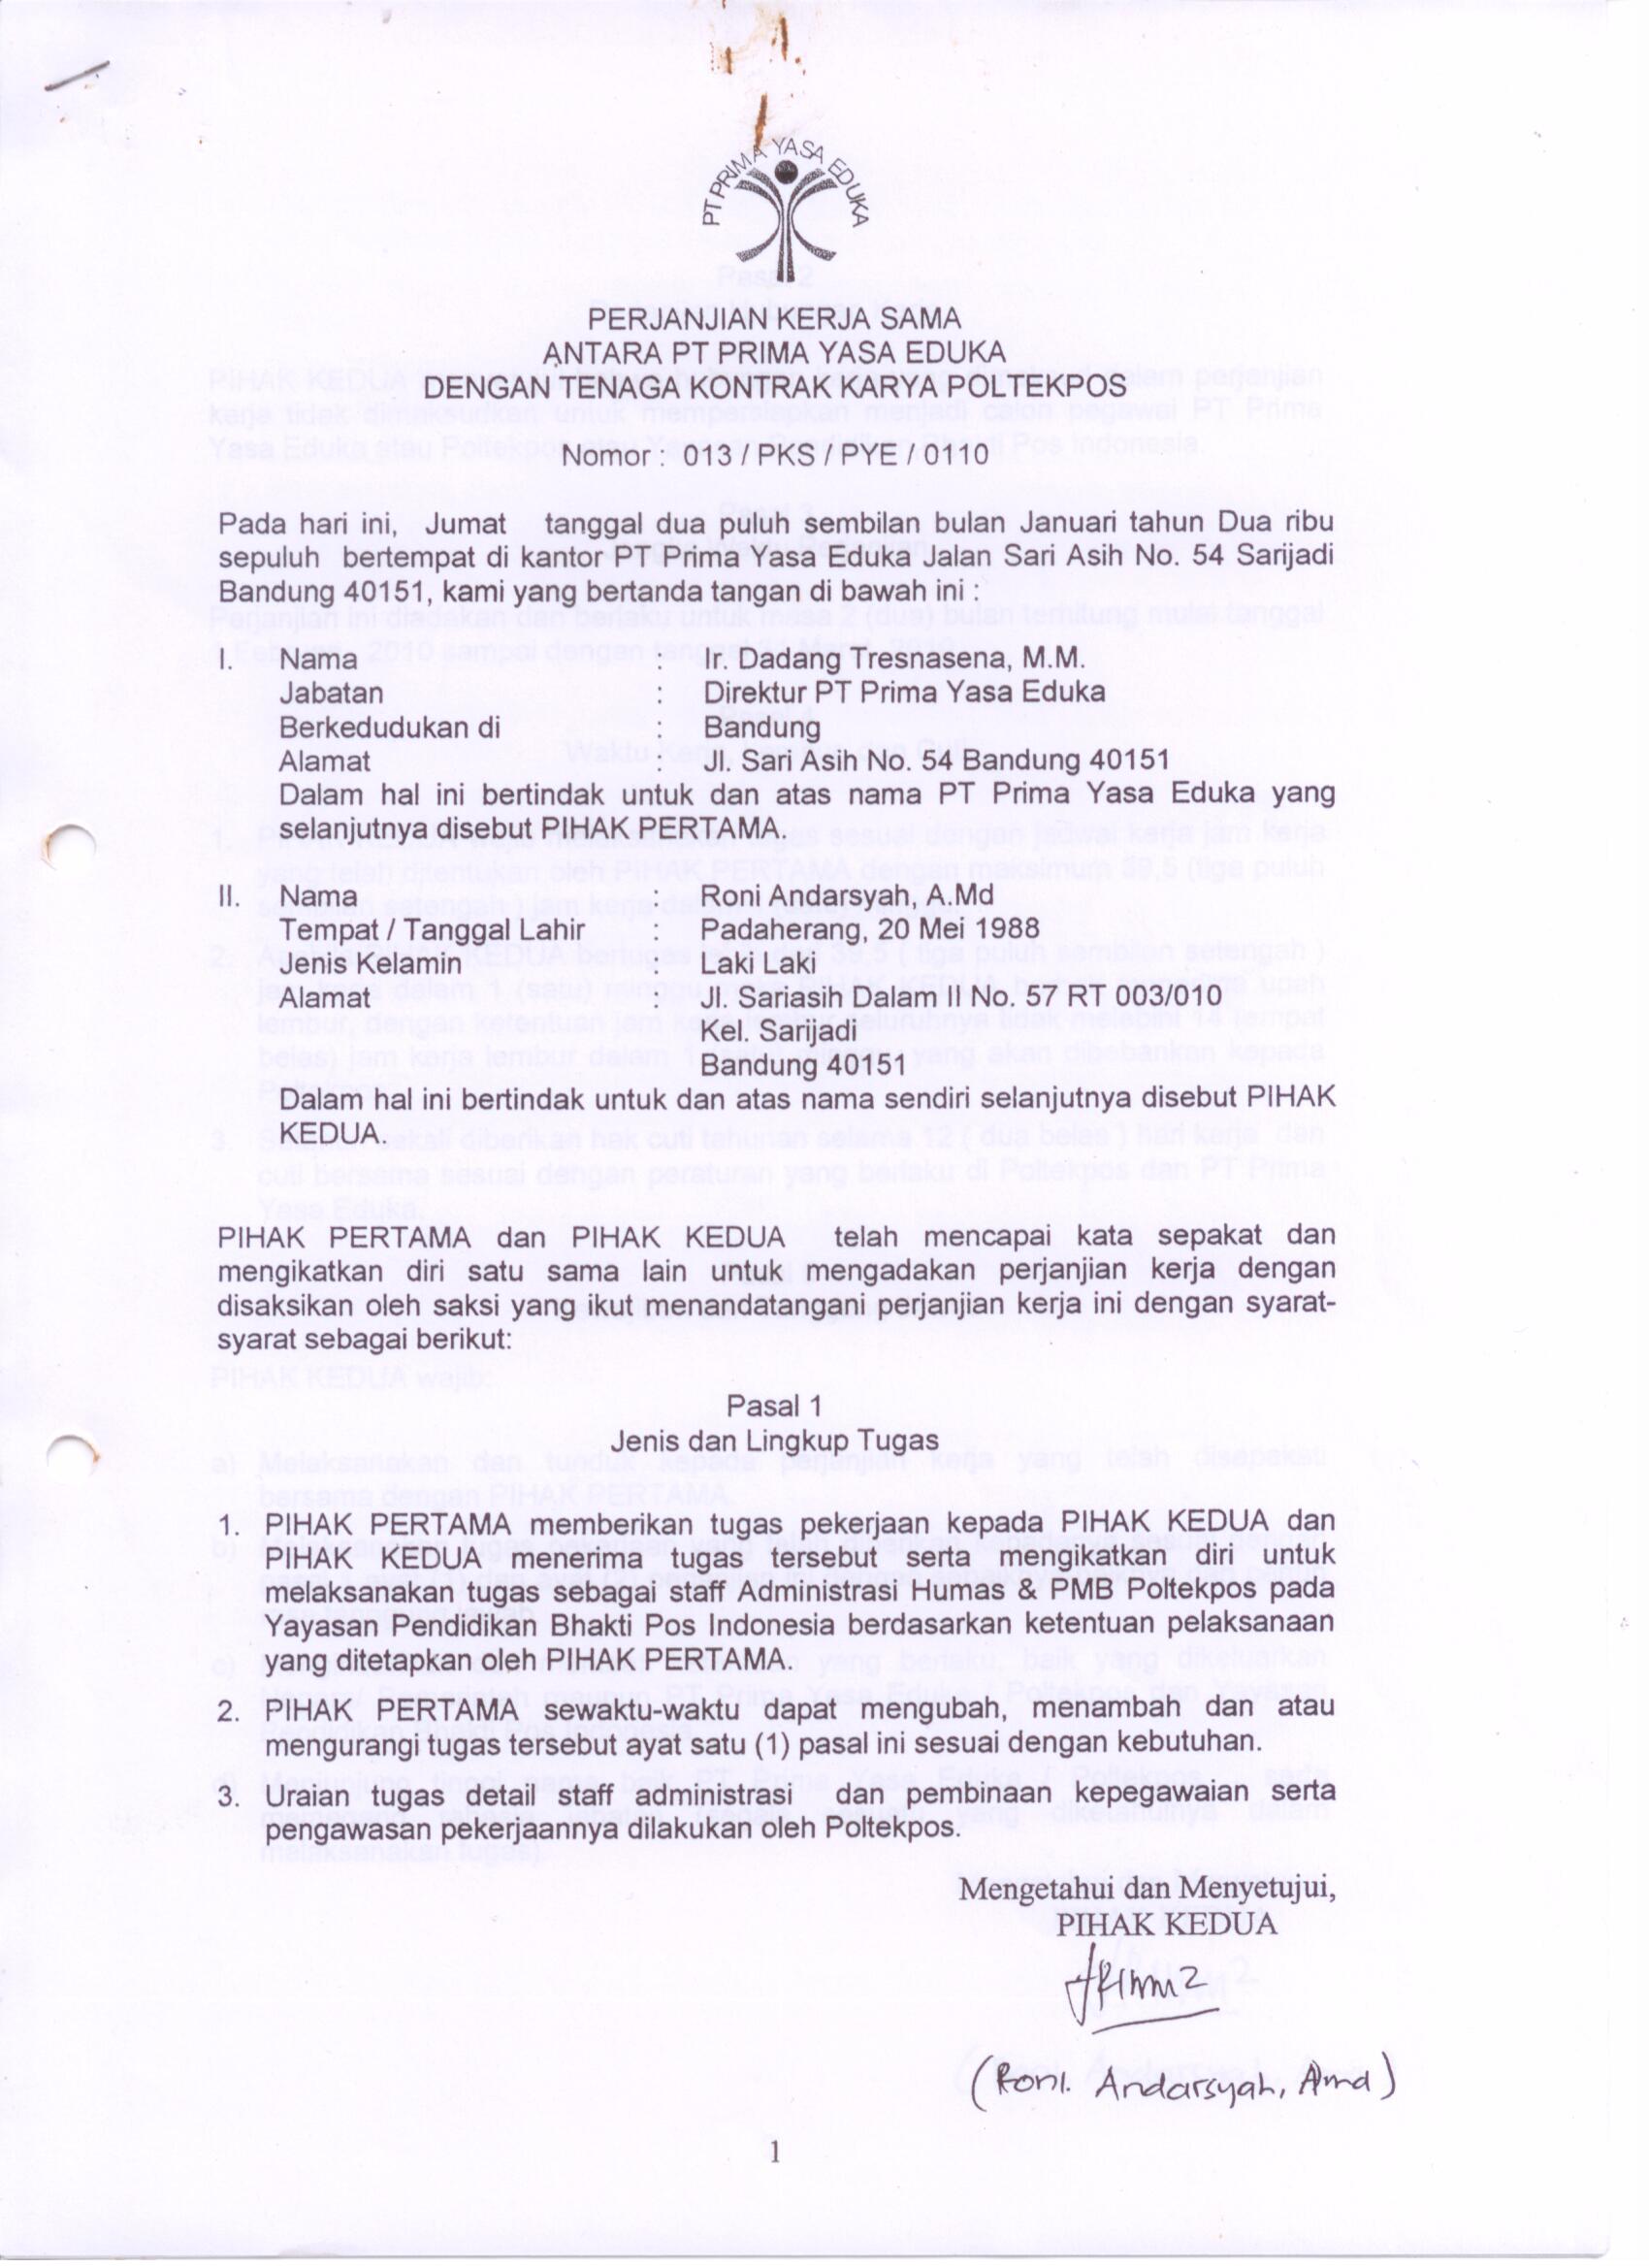 PT PRIMA YASA EDUKA
PERJANJIAN KERJA SAMA
ANTARA PT PRIMA YASA EDUKA
DENGAN TENAGA KONTRAK KARYA POLTEKPOS
Nomor : 013 / PKS / PYE / 0110
Pada hari ini, Jumat tanggal dua puluh sembilan bulan Januari tahun Dua ribu
sepuluh bertempat di kantor PT Prima Yasa Eduka Jalan Sari Asih No. 54 Sarijadi
Bandung 40151, kami yang bertanda tangan di bawah ini :
I. Nama : Ir. Dadang Tresnasena, M.M.
Jabatan : Direktur PT Prima Yasa Eduka
Berkedudukan di : Bandung
Alamat : Jl. Sari Asih No. 54 Bandung 40151
Dalam hal ini bertindak untuk dan atas nama PT Prima Yasa Eduka yang
selanjutnya disebut PIHAK PERTAMA.
II. Nama : Roni Andarsyah, A.Md
Tempat / Tanggal Lahir : Padaherang, 20 Mei 1988
Jenis Kelamin : Laki Laki
Alamat : Jl. Sariasih Dalam II No. 57 RT 003/010
Kel. Sarijadi
Bandung 40151
Dalam hal ini bertindak untuk dan atas nama sendiri selanjutnya disebut PIHAK
KEDUA.
PIHAK PERTAMA dan PIHAK KEDUA telah mencapai kata sepakat dan
mengikatkan diri satu sama lain untuk mengadakan perjanjian kerja dengan
disaksikan oleh saksi yang ikut menandatangani perjanjian kerja ini dengan syarat-
syarat sebagai berikut:
Pasal 1
Jenis dan Lingkup Tugas
1. PIHAK PERTAMA memberikan tugas pekerjaan kepada PIHAK KEDUA dan
PIHAK KEDUA menerima tugas tersebut serta mengikatkan diri untuk
melaksanakan tugas sebagai staff Administrasi Humas & PMB Poltekpos pada
Yayasan Pendidikan Bhakti Pos Indonesia berdasarkan ketentuan pelaksanaan
yang ditetapkan oleh PIHAK PERTAMA.
2. PIHAK PERTAMA sewaktu-waktu dapat mengubah, menambah dan atau
mengurangi tugas tersebut ayat satu (1) pasal ini sesuai dengan kebutuhan.
3. Uraian tugas detail staff administrasi dan pembinaan kepegawaian serta
pengawasan pekerjaannya dilakukan oleh Poltekpos.
Mengetahui dan Menyetujui,
PIHAK KEDUA
(Roni. Andarsyah, Amd)
1